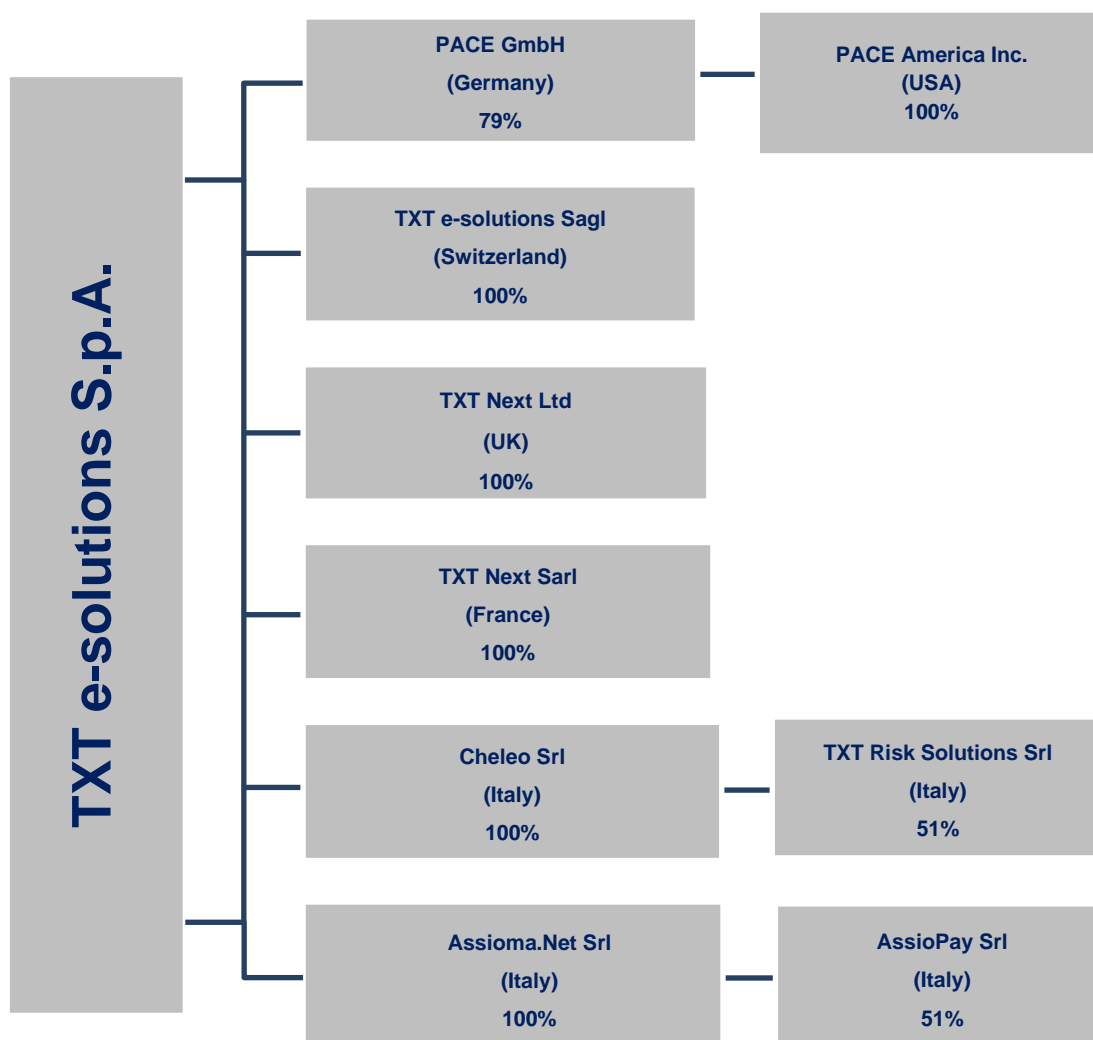 TXT e-solutions S.p.A.
PACE GmbH
(Germany)
79%
PACE America Inc.
(USA)
100%
TXT e-solutions Sagl
(Switzerland)
100%
TXT Next Ltd
(UK)
100%
TXT Next Sarl
(France)
100%
Cheleo Srl
(Italy)
100%
TXT Risk Solutions Srl
(Italy)
51%
Assioma.Net Srl
(Italy)
100%
AssioPay Srl
(Italy)
51%